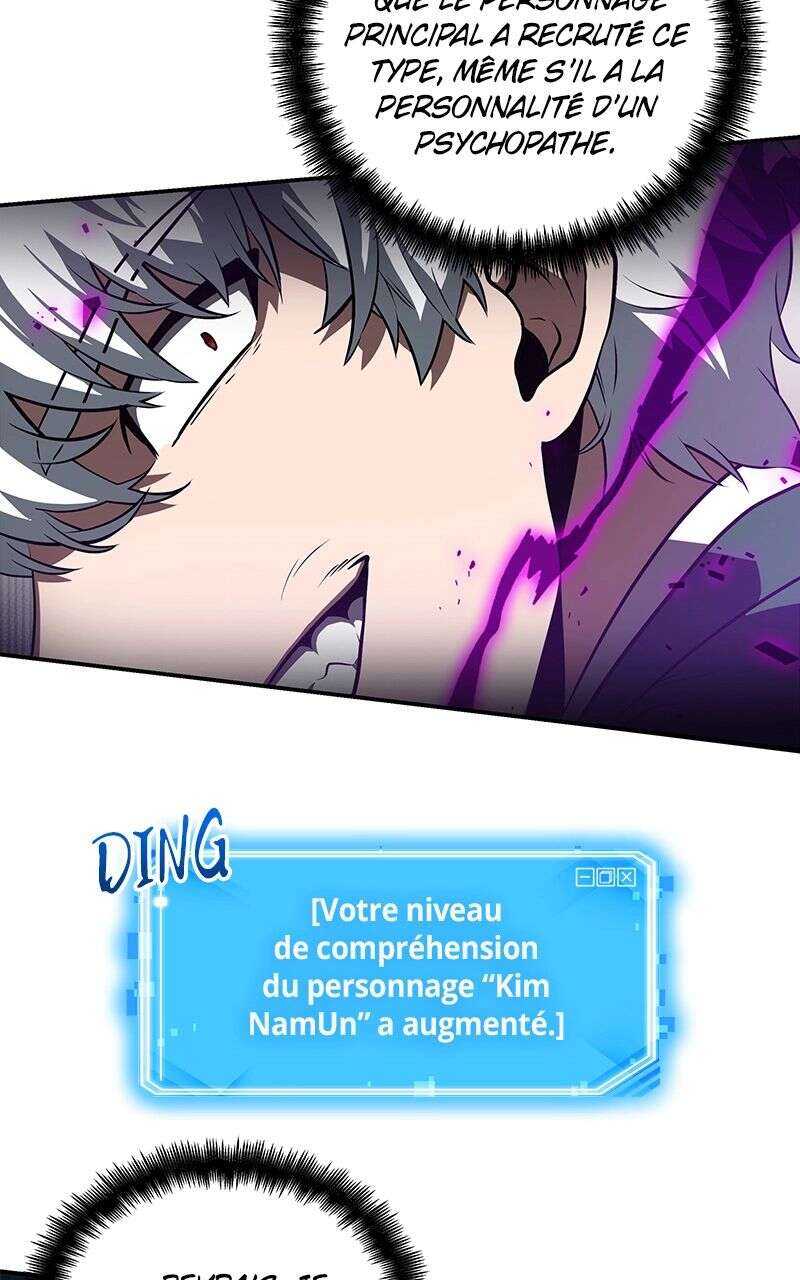 QUE LE PERSONNAGE
PRINCIPAL A RECRUTÉ CE
TYPE, MÊME S'IL A LA
PERSONNALITÉ D'UN
PSYCHOPATHE.
DING
[Votre niveau
de compréhension
du personnage “Kim
NamUn” a augmenté.]